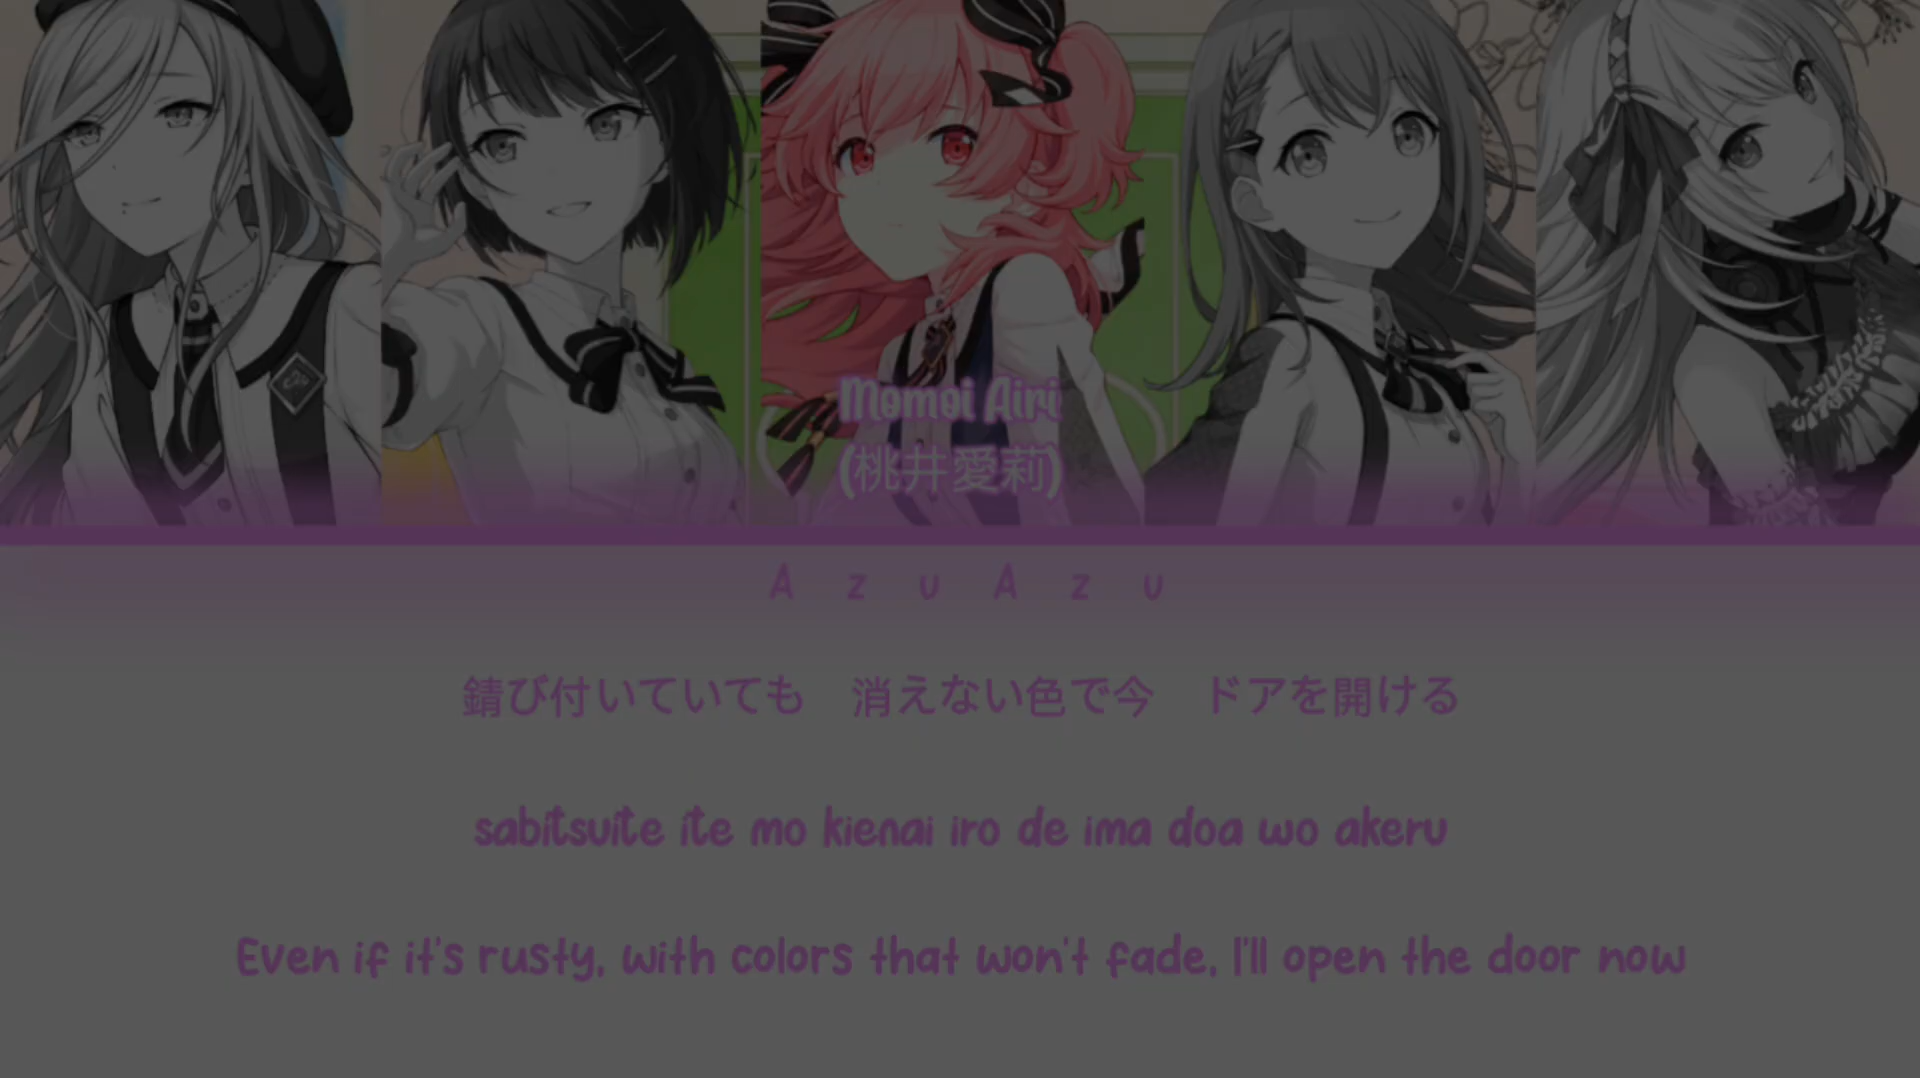 Momoi Airi
(桃井愛莉)
A z u A z u
錆び付いていても　消えない色で今　ドアを開ける
sabitsuite ite mo kienai iro de ima doa wo akeru
Even if it's rusty, with colors that won't fade, I'll open the door now